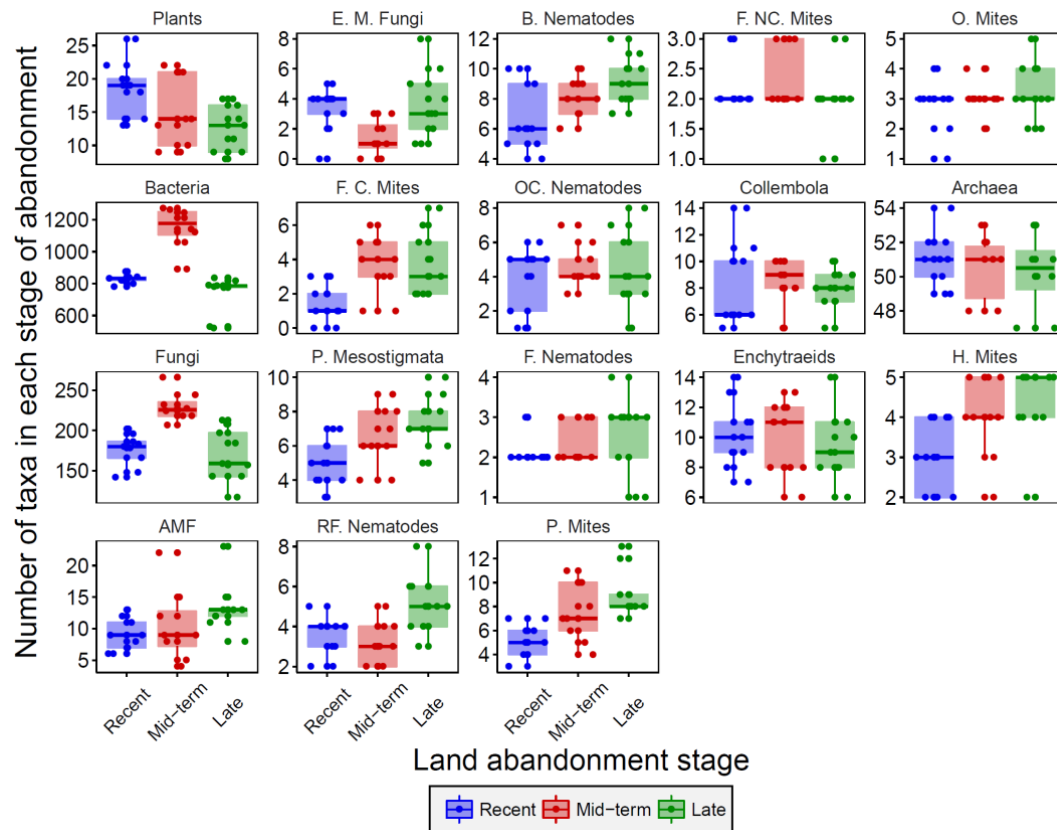 Number of taxa in each stage of abandonment
Plants
E. M. Fungi
B. Nematodes
F. NC. Mites
O. Mites
25
20
15
10
8
6
4
2
0
12
10
8
6
4
3.0
2.5
2.0
1.5
1.0
5
4
3
2
1
Bacteria
F. C. Mites
OC. Nematodes
Collembola
Archaea
1200
1000
800
600
6
4
2
0
8
6
4
2
14
12
10
8
6
54
52
50
48
Fungi
P. Mesostigmata
F. Nematodes
Enchytraeids
H. Mites
250
200
150
10
8
6
4
4
3
2
1
14
12
10
8
6
5
4
3
2
AMF
RF. Nematodes
P. Mites
20
15
10
5
8
6
4
2
12
10
8
6
4
Recent
Mid-term
Late
Recent
Mid-term
Late
Recent
Mid-term
Late
Land abandonment stage
Recent
Mid-term
Late